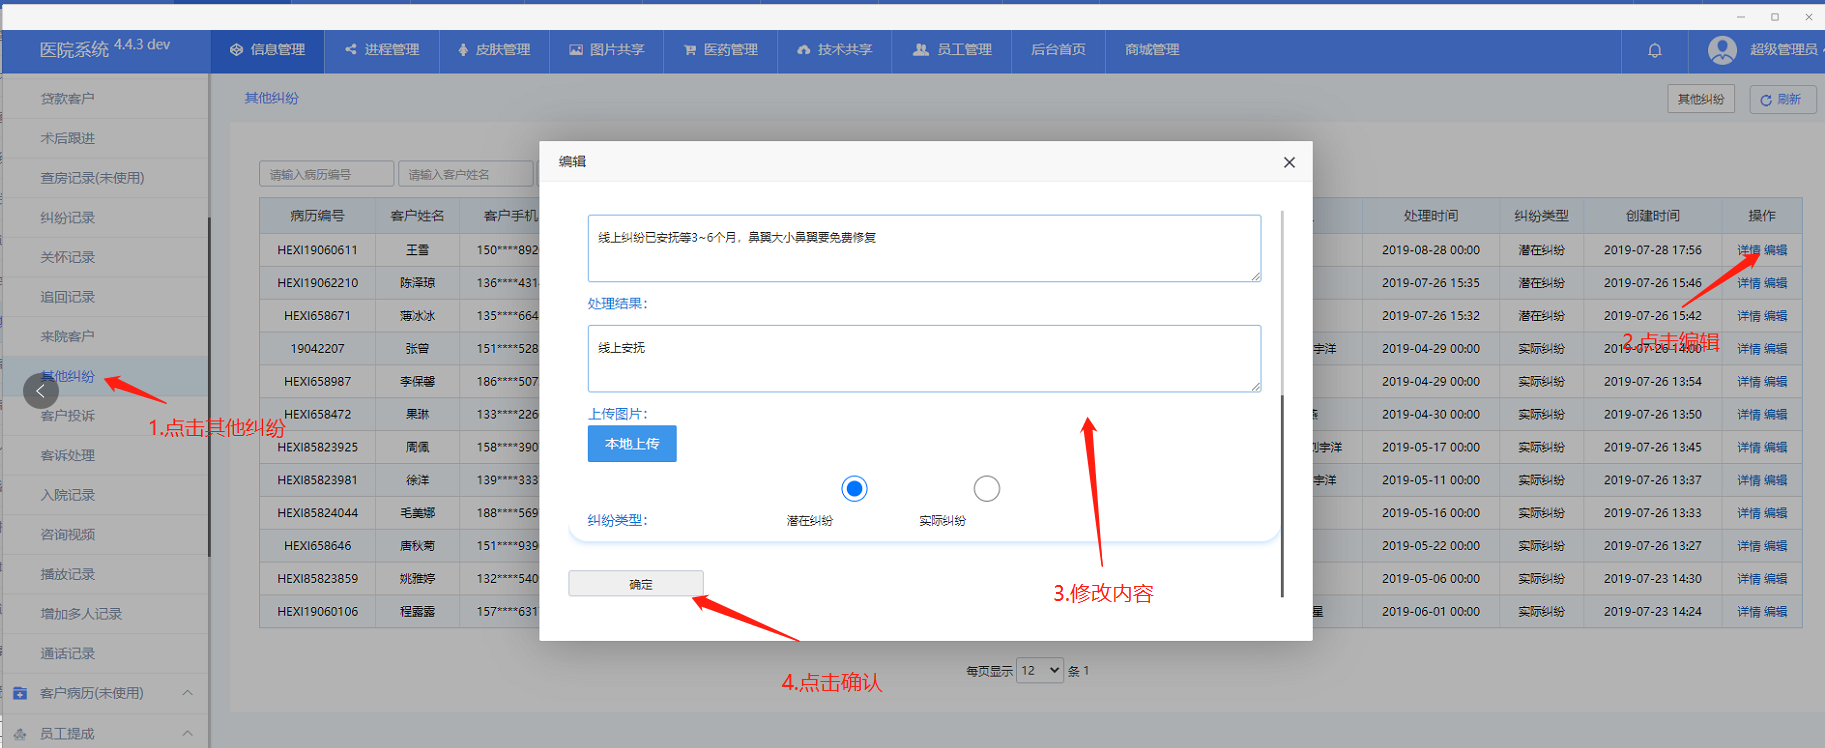 医院系统 4.4.3 dev
信息管理
进程管理
皮肤管理
图片共享
医药管理
技术共享
员工管理
后台首页
商城管理
超级管理员
贷款客户
术后跟进
查房记录(未使用)
纠纷记录
关怀记录
追回记录
来院客户
其他纠纷
客户投诉
客诉处理
入院记录
咨询视频
播放记录
增加多人记录
通话记录
客户病历(未使用)
员工提成
其他纠纷
其他纠纷
刷新
请输入病历编号
请输入客户姓名
病历编号 客户姓名 客户手机 处理时间 纠纷类型 创建时间 操作
HEXI19060611 王雪 150****892 2019-08-28 00:00 潜在纠纷 2019-07-28 17:56 详情 编辑
HEXI19062210 陈泽琼 136****431 2019-07-26 15:35 潜在纠纷 2019-07-26 15:46 详情 编辑
HEXI658671 薄冰冰 135****664 2019-07-26 15:32 潜在纠纷 2019-07-26 15:42 详情 编辑
19042207 张曾 151****528 宇洋 2019-04-29 00:00 实际纠纷 2019-07-26 14:00 详情 编辑
HEXI658987 李保馨 186****507 2019-04-29 00:00 实际纠纷 2019-07-26 13:54 详情 编辑
HEXI658472 果琳 133****226 2019-04-30 00:00 实际纠纷 2019-07-26 13:50 详情 编辑
HEXI85823925 周佩 158****390 宇洋 2019-05-17 00:00 实际纠纷 2019-07-26 13:45 详情 编辑
HEXI85823981 徐洋 139****333 宇洋 2019-05-11 00:00 实际纠纷 2019-07-26 13:37 详情 编辑
HEXI85824044 毛美娜 188****569 2019-05-16 00:00 实际纠纷 2019-07-26 13:33 详情 编辑
HEXI658646 唐秋菊 151****939 2019-05-22 00:00 实际纠纷 2019-07-26 13:27 详情 编辑
HEXI85823859 姚雅婷 132****540 2019-05-06 00:00 实际纠纷 2019-07-23 14:30 详情 编辑
HEXI19060106 程露露 157****631 星 2019-06-01 00:00 实际纠纷 2019-07-23 14:24 详情 编辑
每页显示 12 条 1
编辑
线上纠纷已安抚等3~6个月，鼻翼大小鼻翼要免费修复
处理结果：
线上安抚
上传图片：
本地上传
纠纷类型： 潜在纠纷 实际纠纷
确定
1.点击其他纠纷
2.点击编辑
3.修改内容
4.点击确认